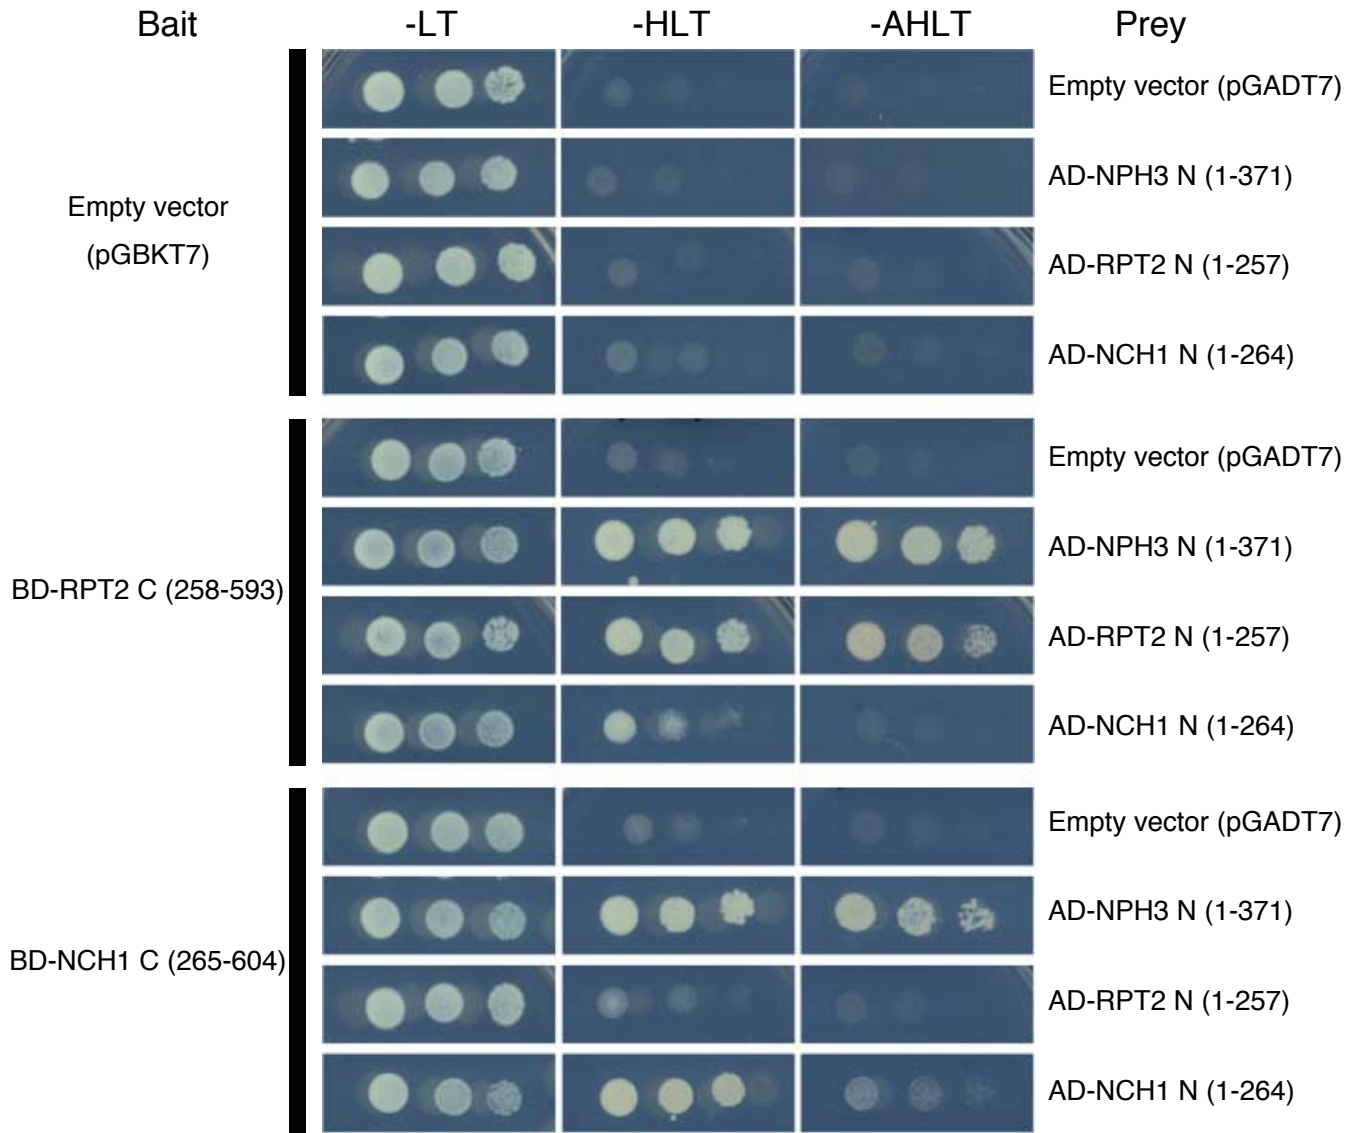 Bait -LT -HLT -AHLT Prey
Empty vector (pGADT7)
AD-NPH3 N (1-371)
Empty vector
(pGBKT7)
AD-RPT2 N (1-257)
AD-NCH1 N (1-264)
Empty vector (pGADT7)
AD-NPH3 N (1-371)
BD-RPT2 C (258-593)
AD-RPT2 N (1-257)
AD-NCH1 N (1-264)
Empty vector (pGADT7)
AD-NPH3 N (1-371)
BD-NCH1 C (265-604)
AD-RPT2 N (1-257)
AD-NCH1 N (1-264)